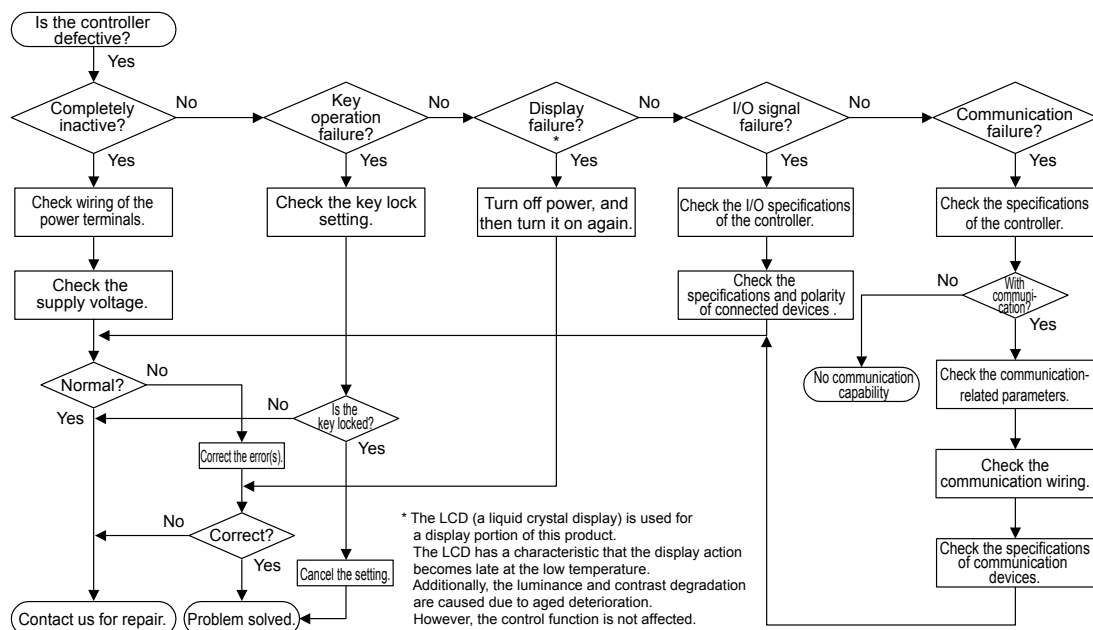 Is the controller
defective?
Yes
Completely
inactive?
No
Key
operation
failure?
No
Display
failure?
*
No
I/O signal
failure?
No
Communication
failure?
Yes
Yes
Yes
Yes
Yes
Check wiring of the
power terminals.
Check the key lock
setting.
Turn off power, and
then turn it on again.
Check the I/O specifications
of the controller.
Check the specifications
of the controller.
Check the
supply voltage.
Check the
specifications and polarity
of connected devices .
No
With
communi-
cation?
Yes
Normal?
No
Yes
No
Is the
key locked?
Yes
No communication
capability
Check the communication-
related parameters.
Correct the error(s).
Check the
communication wiring.
No
Correct?
Yes
Cancel the setting.
* The LCD (a liquid crystal display) is used for
a display portion of this product.
The LCD has a characteristic that the display action
becomes late at the low temperature.
Additionally, the luminance and contrast degradation
are caused due to aged deterioration.
However, the control function is not affected.
Check the specifications
of communication
devices.
Contact us for repair.
Problem solved.